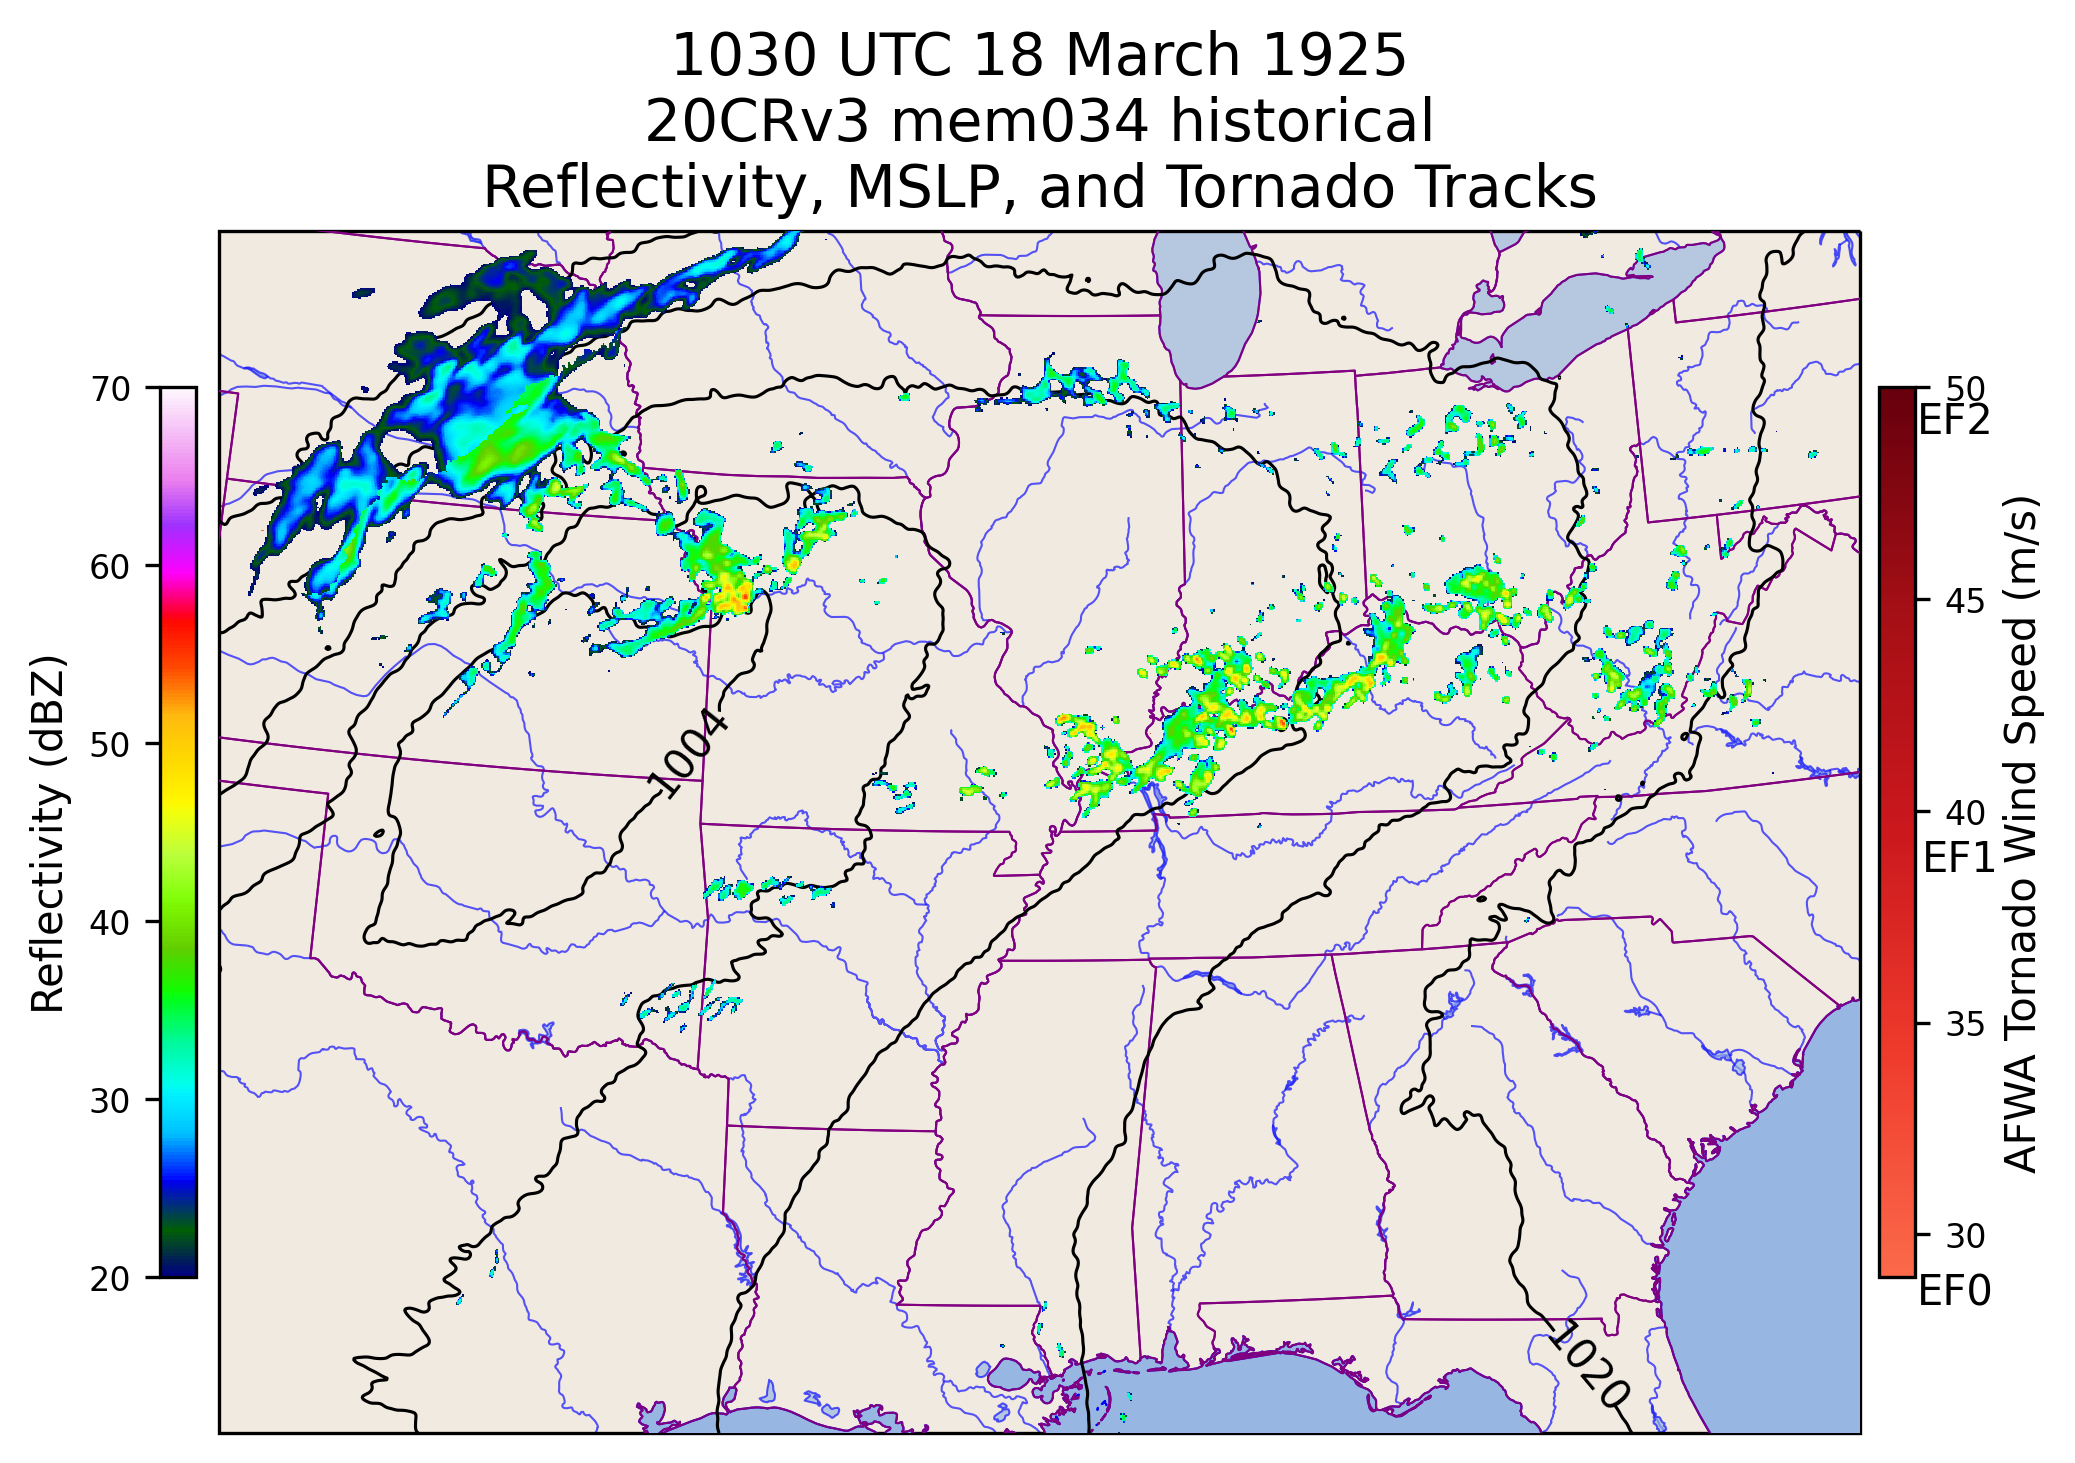 1030 UTC 18 March 1925
20CRv3 mem034 historical
Reflectivity, MSLP, and Tornado Tracks
70
60
50
40
30
20
Reflectivity (dBZ)
1004
1020
50
EF2
45
40
EF1
35
30
EF0
AFWA Tornado Wind Speed (m/s)